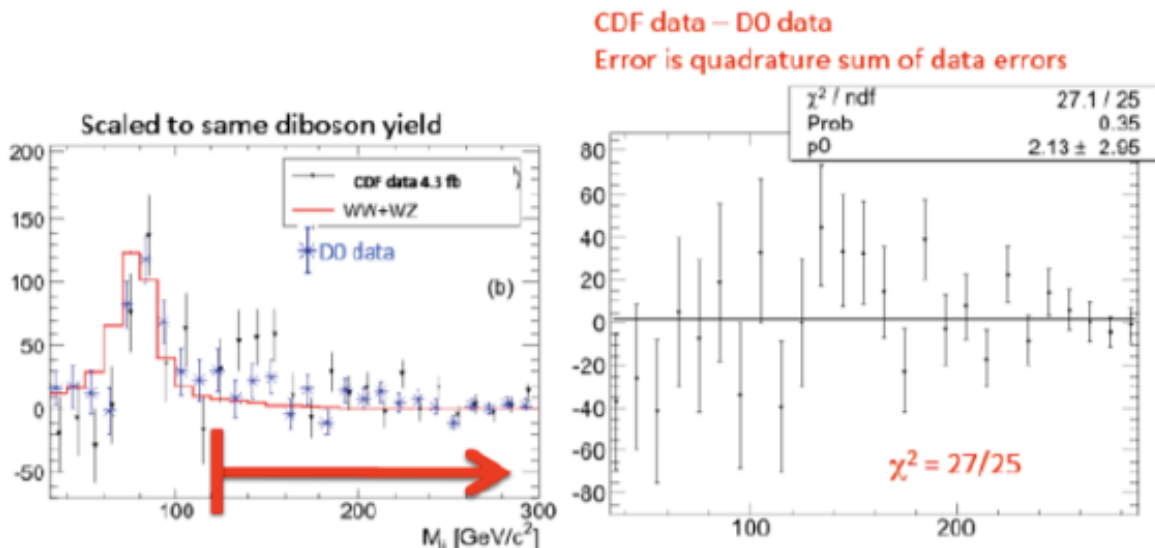 CDF data – D0 data
Error is quadrature sum of data errors
χ² / ndf 27.1 / 25
Prob 0.35
p0 2.13 ± 2.95
Scaled to same diboson yield
CDF data 4.3 fb
WW+WZ
D0 data
(b)
200
150
100
50
0
-50
100 200 300
M_jj [GeV/c²]
80
60
40
20
0
-20
-40
-60
-80
χ² = 27/25
100 200